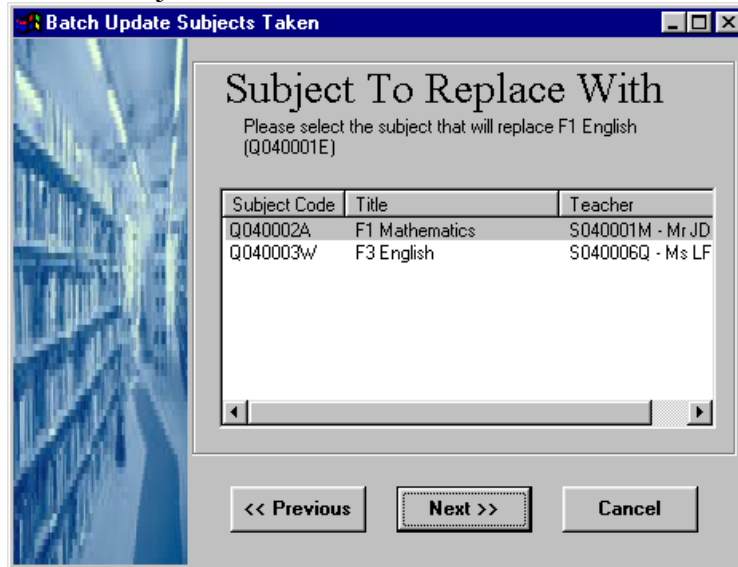 Batch Update Subjects Taken
Subject To Replace With
Please select the subject that will replace F1 English
(Q040001E)
Subject Code Title Teacher
Q040002A F1 Mathematics S040001M - Mr JD
Q040003W F3 English S040006Q - Ms LF
<< Previous Next >> Cancel